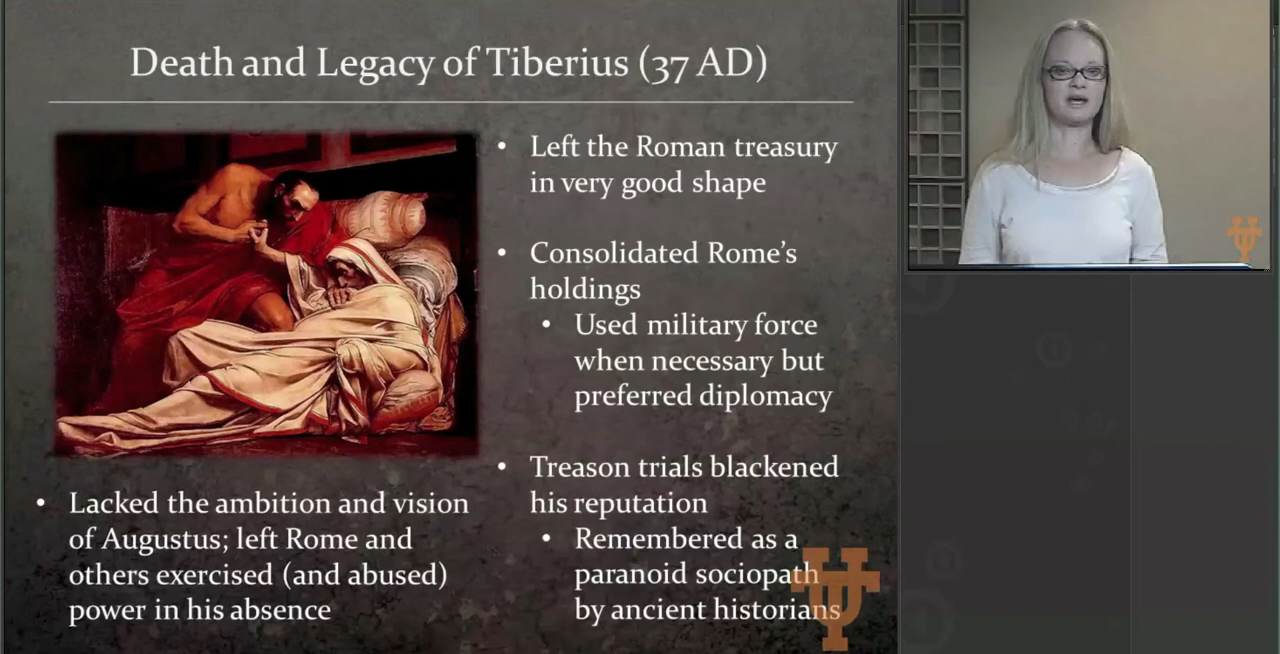 Death and Legacy of Tiberius (37 AD)
• Left the Roman treasury
in very good shape
• Consolidated Rome’s
holdings
• Used military force
when necessary but
preferred diplomacy
• Treason trials blackened
his reputation
• Remembered as a
paranoid sociopath
by ancient historians
• Lacked the ambition and vision
of Augustus; left Rome and
others exercised (and abused)
power in his absence
UT
UT